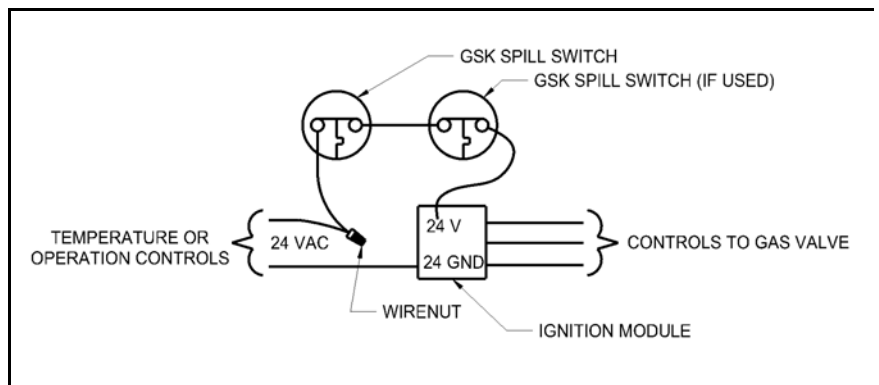 GSK SPILL SWITCH
GSK SPILL SWITCH (IF USED)
TEMPERATURE OR
OPERATION CONTROLS
24 VAC
24 V
24 GND
CONTROLS TO GAS VALVE
WIRENUT
IGNITION MODULE